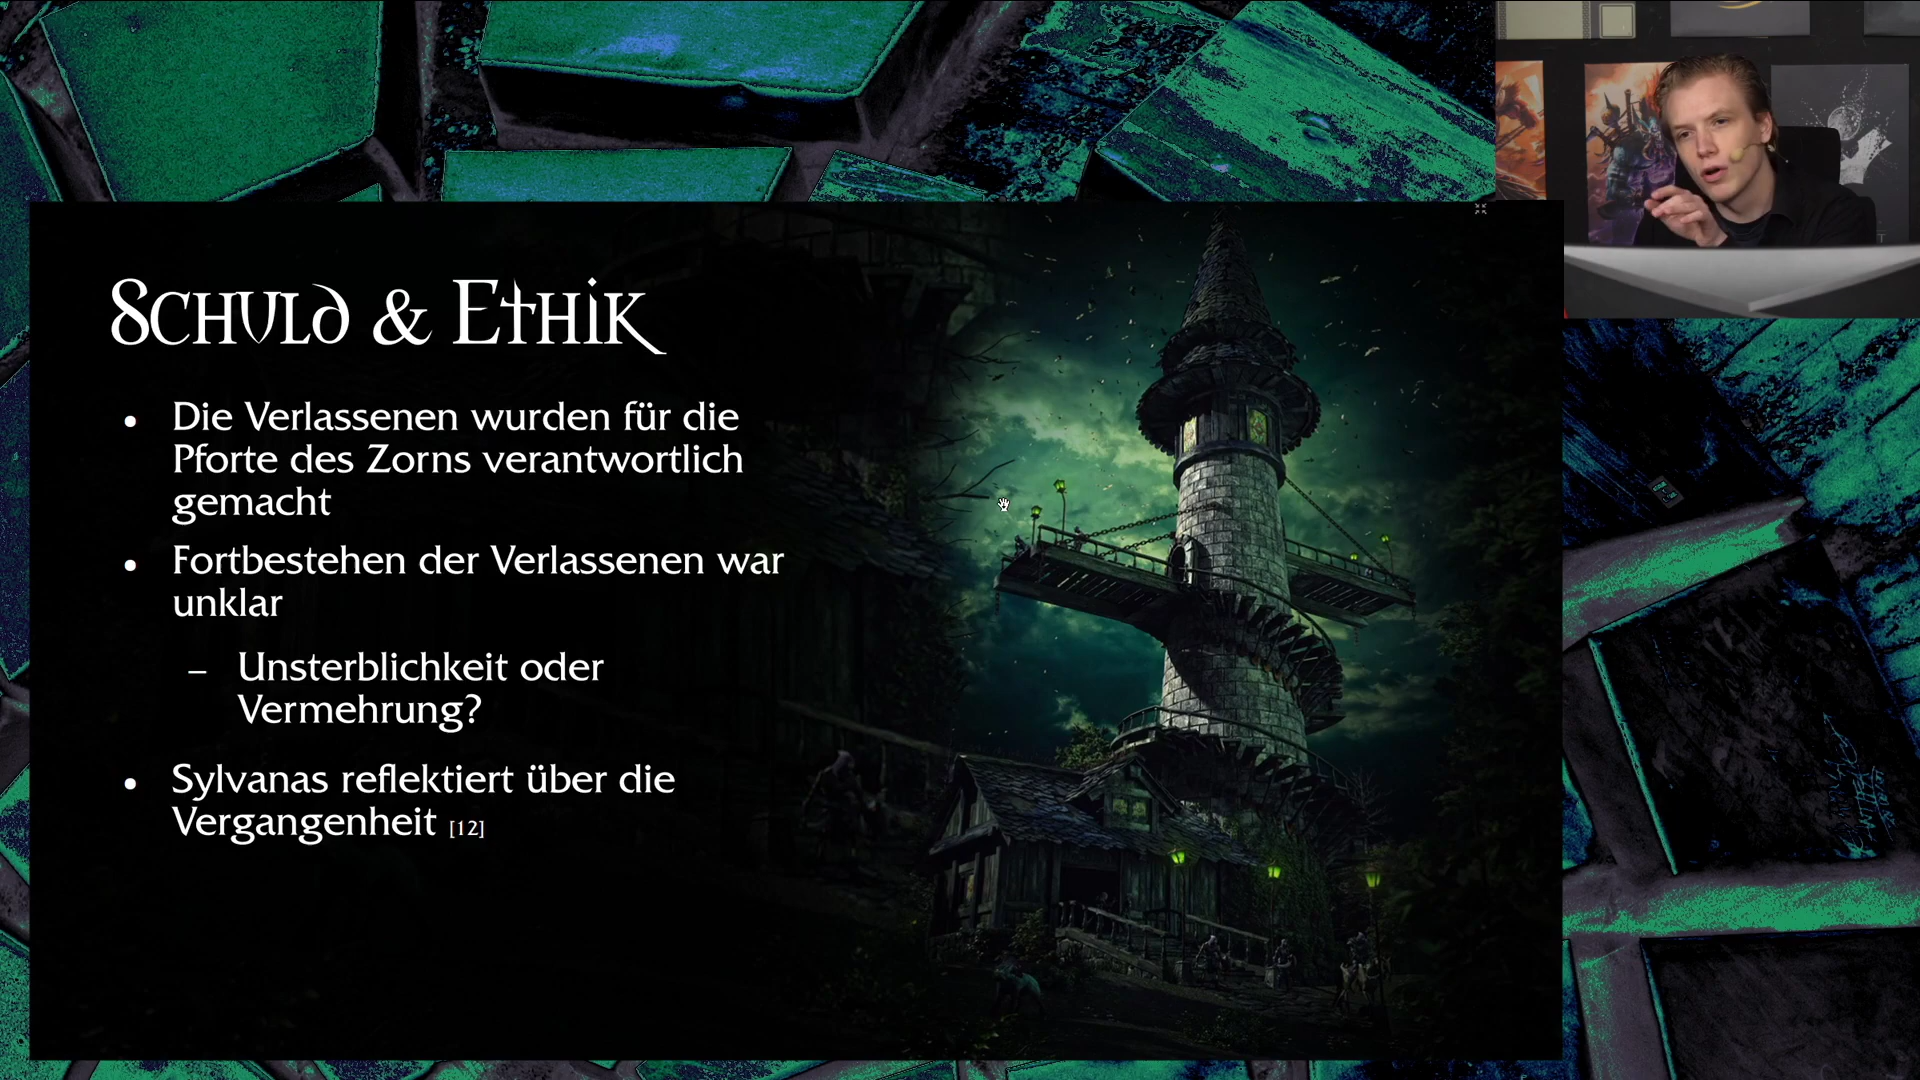 Schuld & Ethik
• Die Verlassenen wurden für die
Pforte des Zorns verantwortlich
gemacht
• Fortbestehen der Verlassenen war
unklar
– Unsterblichkeit oder
Vermehrung?
• Sylvanas reflektiert über die
Vergangenheit [12]